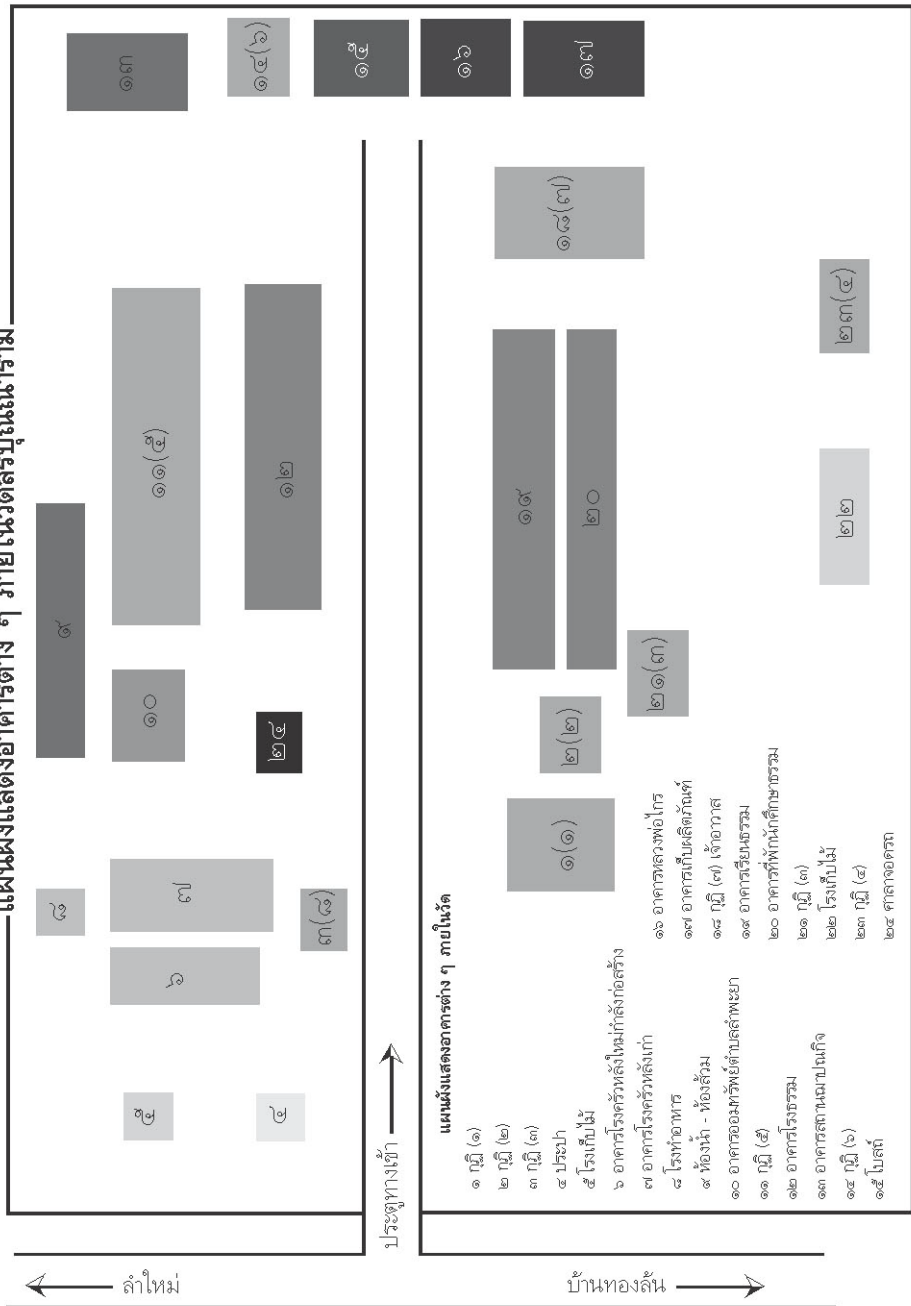 แผนผังแสดงอาคารต่าง ๆ ภายในวัดสิริปุณณาราม
๑๓
๑๔(๖)
๑๕
๑๖
๑๗
๙
๑๑(๕)
๑๒
๑๐
๒๔
๘
๗
๖
๓(๘)
๕
๔
๑๘(๗)
๑๙
๒๐
๒๓(๔)
๒๒
๒๑(๓)
๒(๒)
๑(๑)
ประตูทางเข้า
ลำใหม่
บ้านทองล้น
แผนผังแสดงอาคารต่าง ๆ ภายในวัด
๑ กุฏิ (๑)
๒ กุฏิ (๒)
๓ กุฏิ (๓)
๔ ประปา
๕ โรงเก็บไม้
๖ อาคารโรงครัวหลังใหม่กำลังก่อสร้าง
๗ อาคารโรงครัวหลังเก่า
๘ โรงทำอาหาร
๙ ห้องน้ำ - ห้องส้วม
๑๐ อาคารออมทรัพย์ตำบลลำพะยา
๑๑ กุฏิ (๕)
๑๒ อาคารโรงธรรม
๑๓ อาคารสถานฌาปณกิจ
๑๔ กุฏิ (๖)
๑๕ โบสถ์
๑๖ อาคารหลวงพ่อไกร
๑๗ อาคารเก็บผลิตภัณฑ์
๑๘ กุฏิ (๗) เจ้าอาวาส
๑๙ อาคารเรียนธรรม
๒๐ อาคารที่พักนักศึกษาธรรม
๒๑ กุฏิ (๓)
๒๒ โรงเก็บไม้
๒๓ กุฏิ (๔)
๒๔ ศาลาจอดรถ